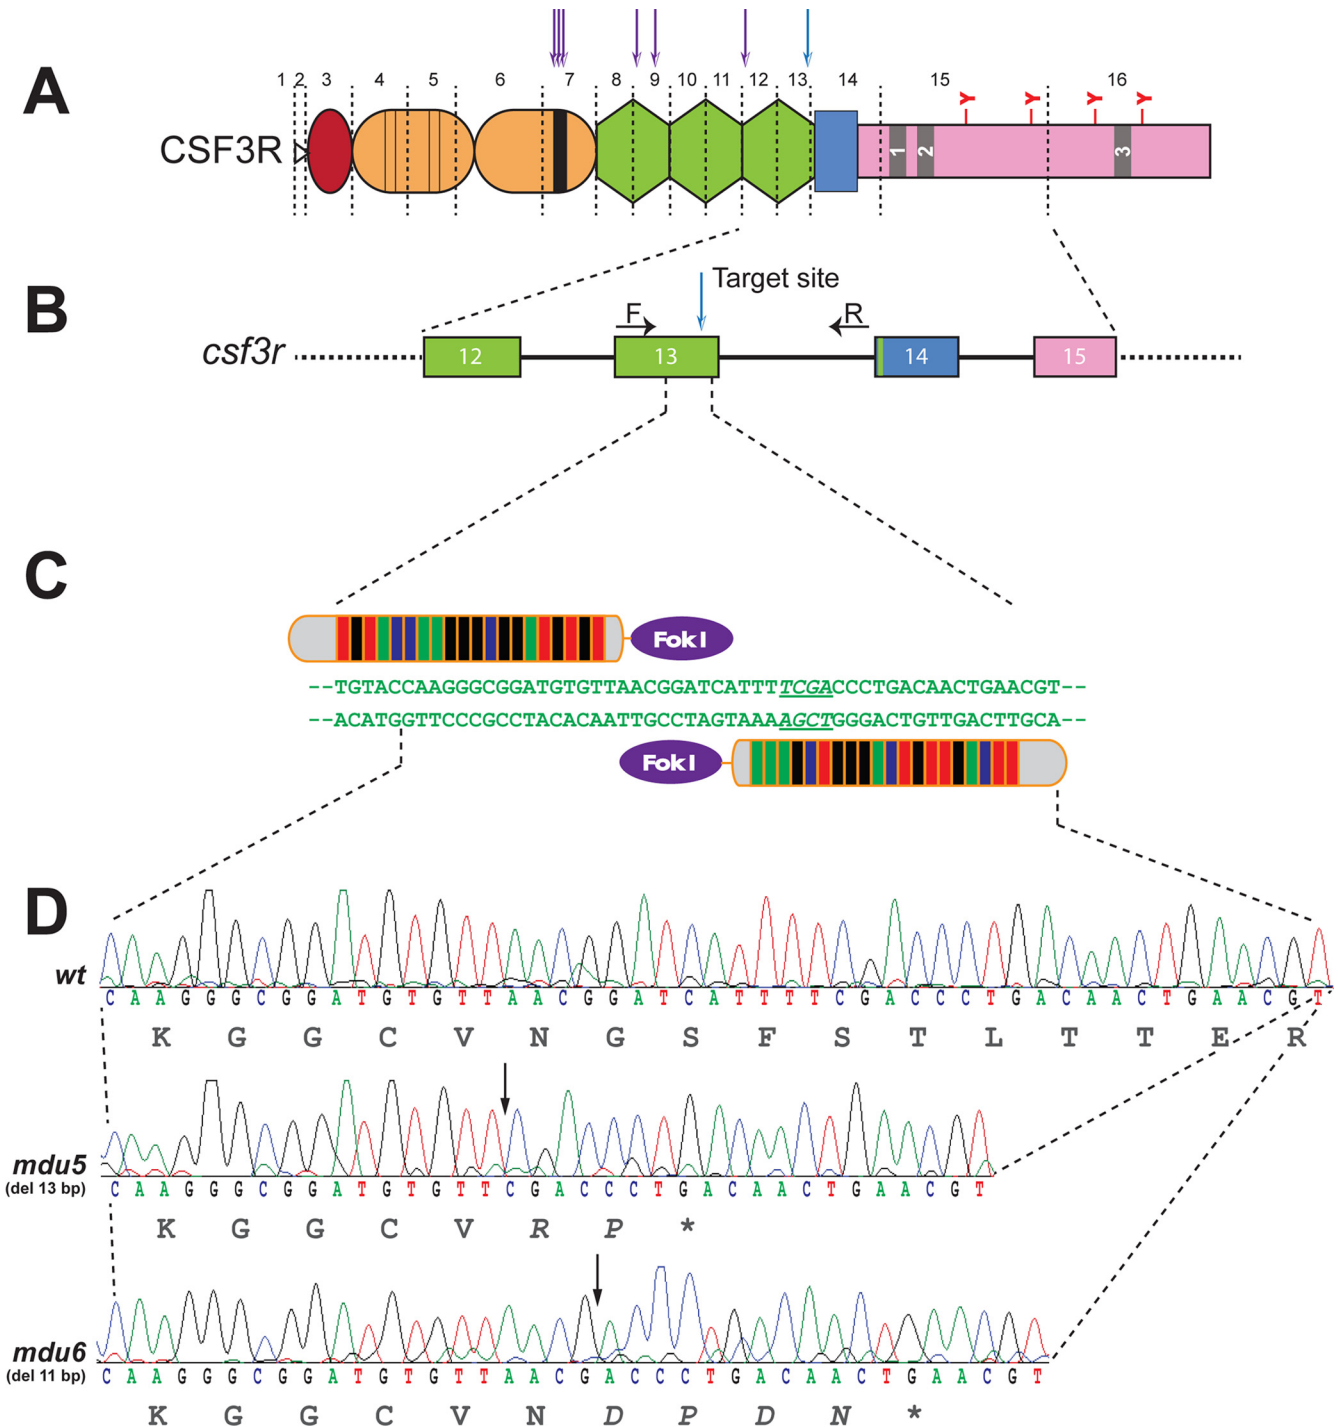 A
1 2 3 4 5 6 7 8 9 10 11 12 13 14 15 16
Y Y Y Y
CSF3R
1 2 3
B
Target site
F R
csf3r
12 13 14 15
C
Fok I
--TGTACCAAGGGCGGATGTGTTAACGGATCATTTTCGACCCTGACAACTGAACGT--
--ACATGGTTCCCGCCTACACAATTGCCTAGTAAAAGCTGGGACTGTTGACTTGCA--
Fok I
D
wt
C A A G G G C G G A T G T G T T A A C G G A T C A T T T T C G A C C C T G A C A A C T G A A C G T
K G G C V N G S F S T L T T E R
mdu5
(del 13 bp)
C A A G G G C G G A T G T G T T C G A C C C T G A C A A C T G A A C G T
K G G C V R P *
mdu6
(del 11 bp)
C A A G G G C G G A T G T G T T A A C G A C C C T G A C A A C T G A A C G T
K G G C V N D P D N *